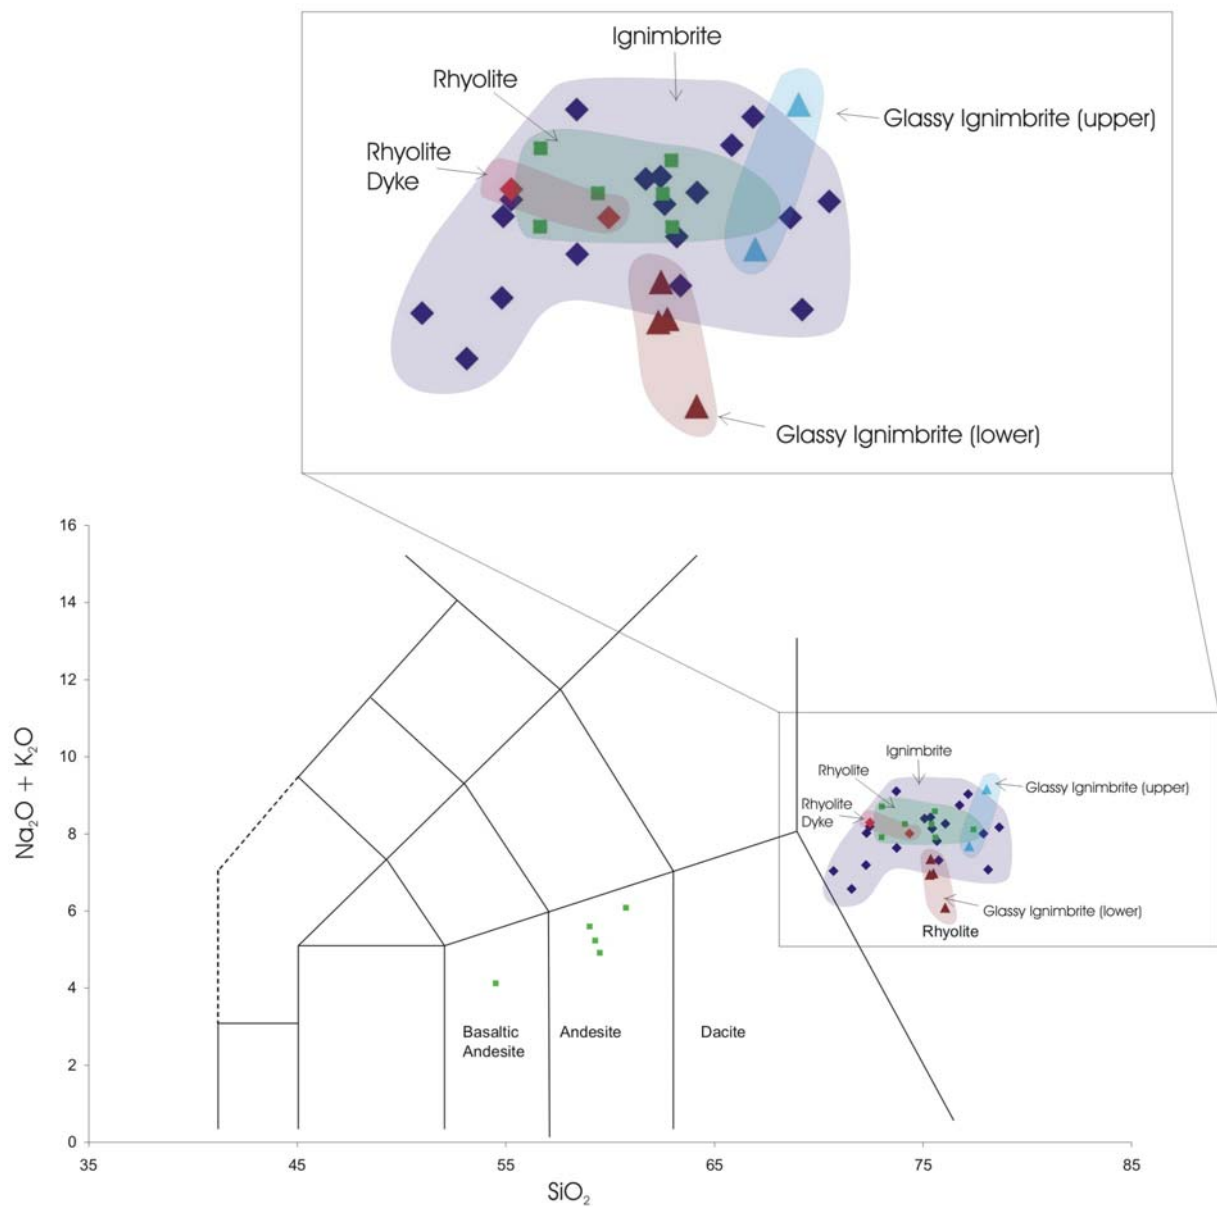 Ignimbrite
Rhyolite
Glassy Ignimbrite (upper)
Rhyolite
Dyke
Glassy Ignimbrite (lower)
16
14
12
10
8
6
4
2
0
Na₂O + K₂O
35
45
55
65
75
85
SiO₂
Ignimbrite
Rhyolite
Glassy Ignimbrite (upper)
Rhyolite
Dyke
Glassy Ignimbrite (lower)
Rhyolite
Basaltic
Andesite
Andesite
Dacite